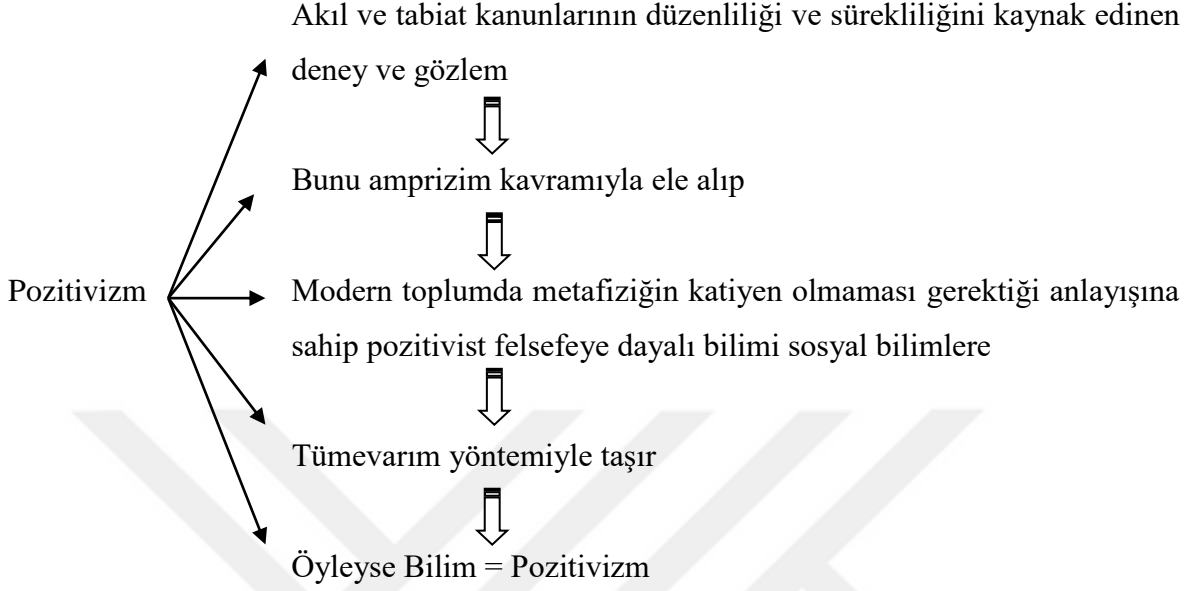 Akıl ve tabiat kanunlarının düzenliliği ve sürekliliğini kaynak edinen
deney ve gözlem
Bunu amprizim kavramıyla ele alıp
Pozitivizm
Modern toplumda metafiziğin katiyen olmaması gerektiği anlayışına
sahip pozitivist felsefeye dayalı bilimi sosyal bilimlere
Tümevarım yöntemiyle taşır
Öyleyse Bilim = Pozitivizm